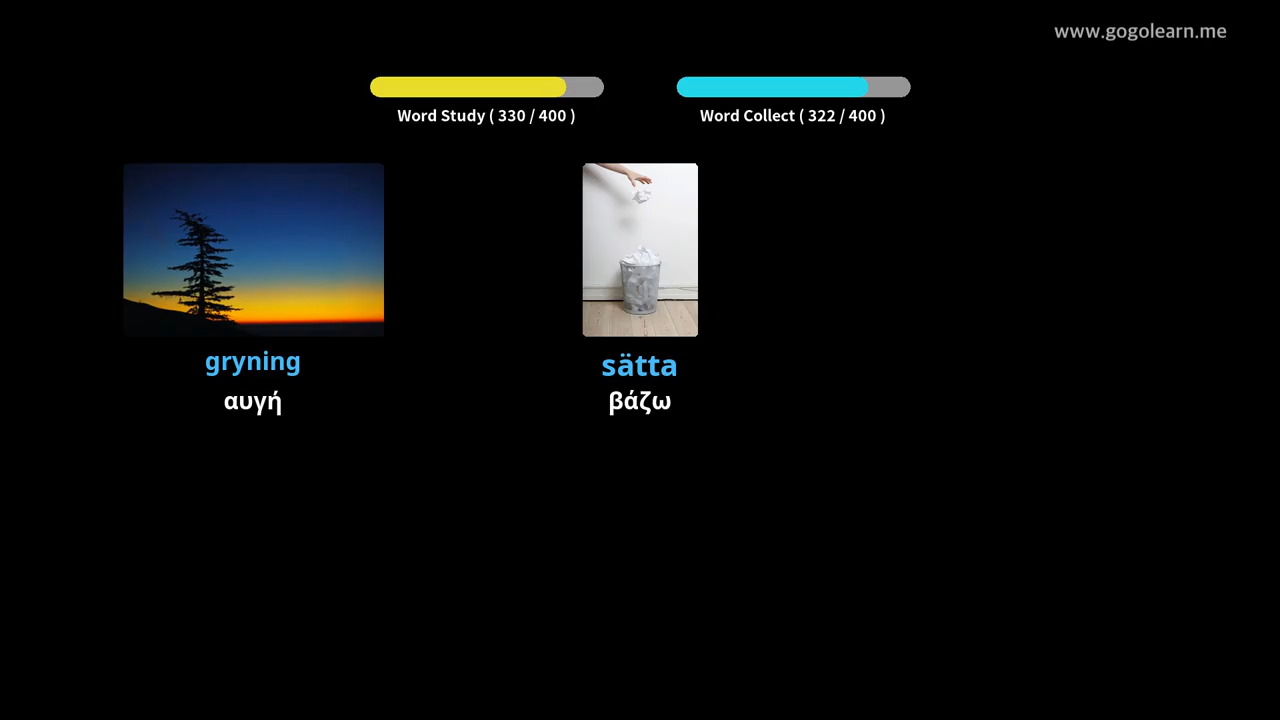 www.gogolearn.me
Word Study ( 330 / 400 )
Word Collect ( 322 / 400 )
gryning
αυγή
sätta
βάζω